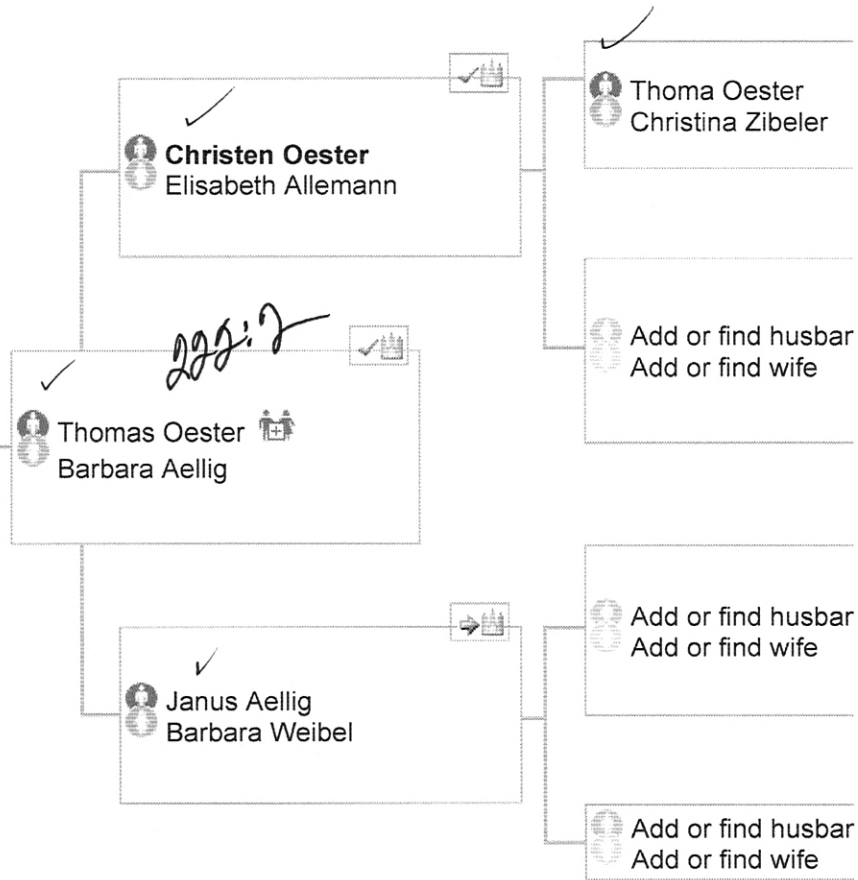 Thoma Oester
Christina Zibeler
Christen Oester
Elisabeth Allemann
Add or find husbar
Add or find wife
Thomas Oester
Barbara Aellig
Add or find husbar
Add or find wife
Janus Aellig
Barbara Weibel
Add or find husbar
Add or find wife